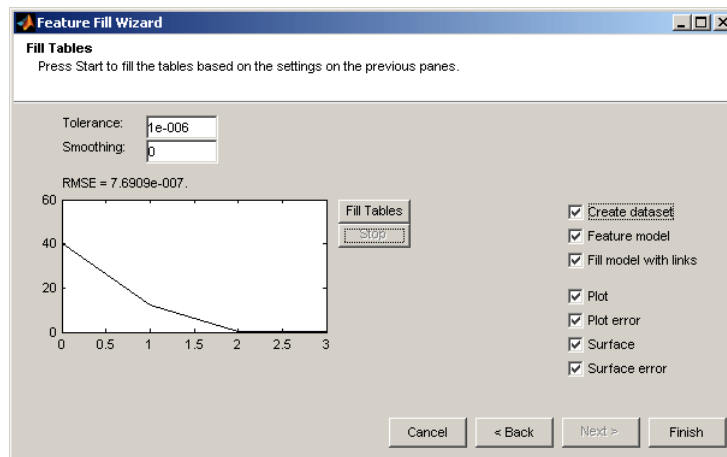 Feature Fill Wizard
Fill Tables
Press Start to fill the tables based on the settings on the previous panes.
Tolerance: 1e-006
Smoothing: 0
RMSE = 7.6909e-007.
60
40
20
0
0 0.5 1 1.5 2 2.5 3
Fill Tables
Stop
Create dataset
Feature model
Fill model with links
Plot
Plot error
Surface
Surface error
Cancel < Back Next > Finish